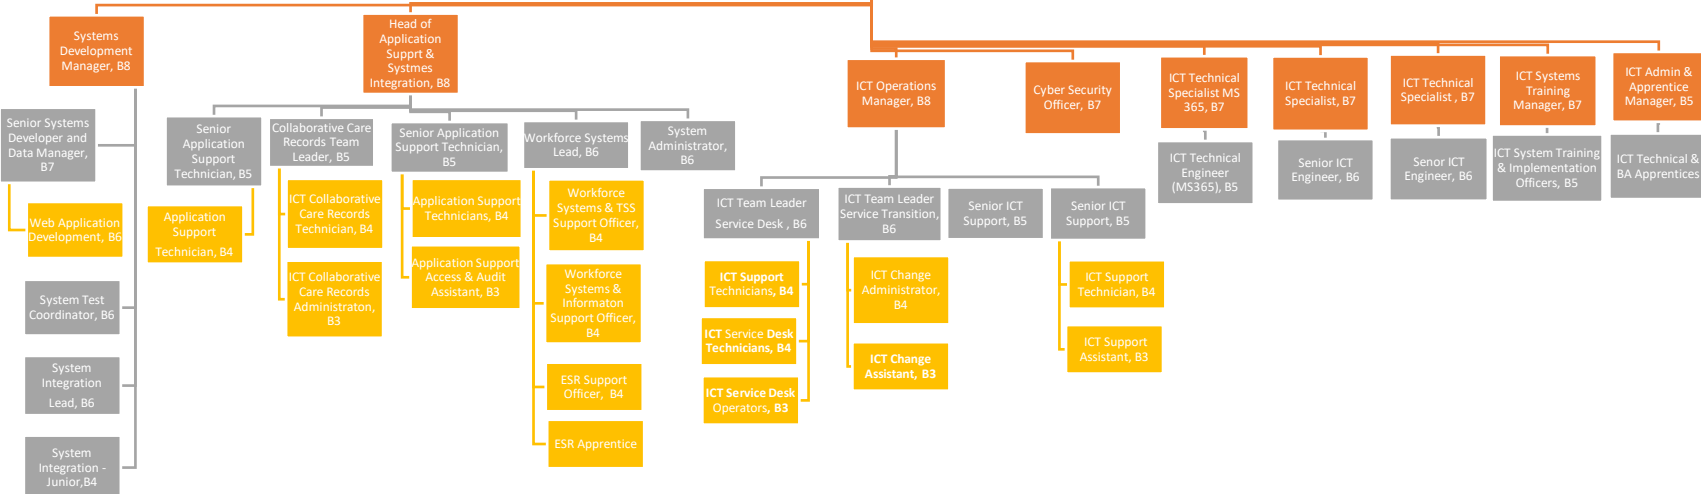 Systems
Development
Manager, B8
Head of
Application
Supprt &
Systmes
Integration, B8
ICT Operations
Manager, B8
Cyber Security
Officer, B7
ICT Technical
Specialist MS
365, B7
ICT Technical
Specialist, B7
ICT Technical
Specialist , B7
ICT Systems
Training
Manager, B7
ICT Admin &
Apprentice
Manager, B5
Senior Systems
Developer and
Data Manager,
B7
Web Application
Development, B6
System Test
Coordinator, B6
System
Integration
Lead, B6
System
Integration -
Junior,B4
Senior
Application
Support
Technician, B5
Application
Support
Technician, B4
Collaborative Care
Records Team
Leader, B5
ICT Collaborative
Care Records
Technician, B4
ICT Collaborative
Care Records
Administraton,
B3
Senior Application
Support Technician,
B5
Application Support
Technicians, B4
Application Support
Access & Audit
Assistant, B3
Workforce Systems
Lead, B6
Workforce
Systems & TSS
Support Officer,
B4
Workforce
Systems &
Informaton
Support Officer,
B4
ESR Support
Officer, B4
ESR Apprentice
System
Administrator,
B6
ICT Team Leader
Service Desk , B6
ICT Support
Technicians, B4
ICT Service Desk
Technicians, B4
ICT Service Desk
Operators, B3
ICT Team Leader
Service Transition,
B6
ICT Change
Administrator,
B4
ICT Change
Assistant, B3
Senior ICT
Support, B5
Senior ICT
Support, B5
ICT Support
Technician, B4
ICT Support
Assistant, B3
ICT Technical
Engineer
(MS365), B5
Senior ICT
Engineer, B6
Senor ICT
Engineer, B6
ICT System Training
& Implementation
Officers, B5
ICT Technical &
BA Apprentices